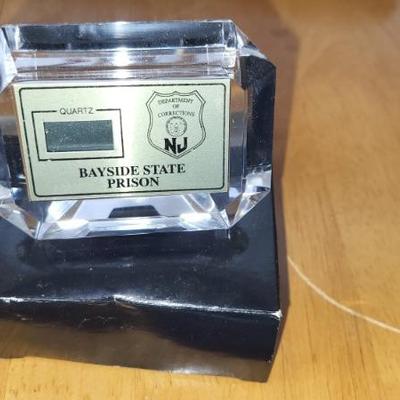 QUARTZ
DEPARTMENT
OF
CORRECTIONS
NJ
BAYSIDE STATE
PRISON